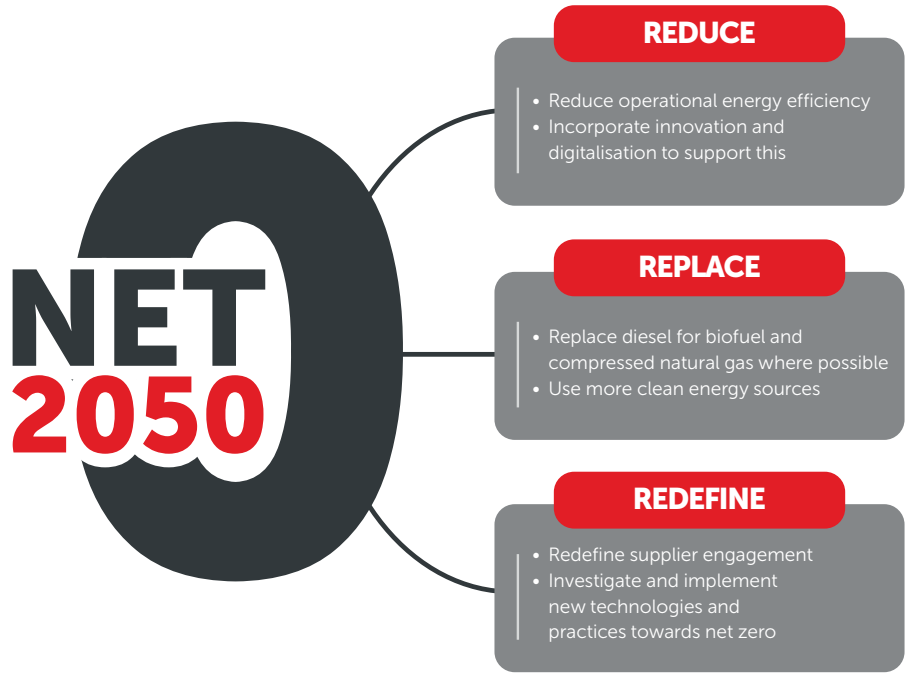 NET
0
2050
REDUCE
• Reduce operational energy efficiency
• Incorporate innovation and
digitalisation to support this
REPLACE
• Replace diesel for biofuel and
compressed natural gas where possible
• Use more clean energy sources
REDEFINE
• Redefine supplier engagement
• Investigate and implement
new technologies and
practices towards net zero